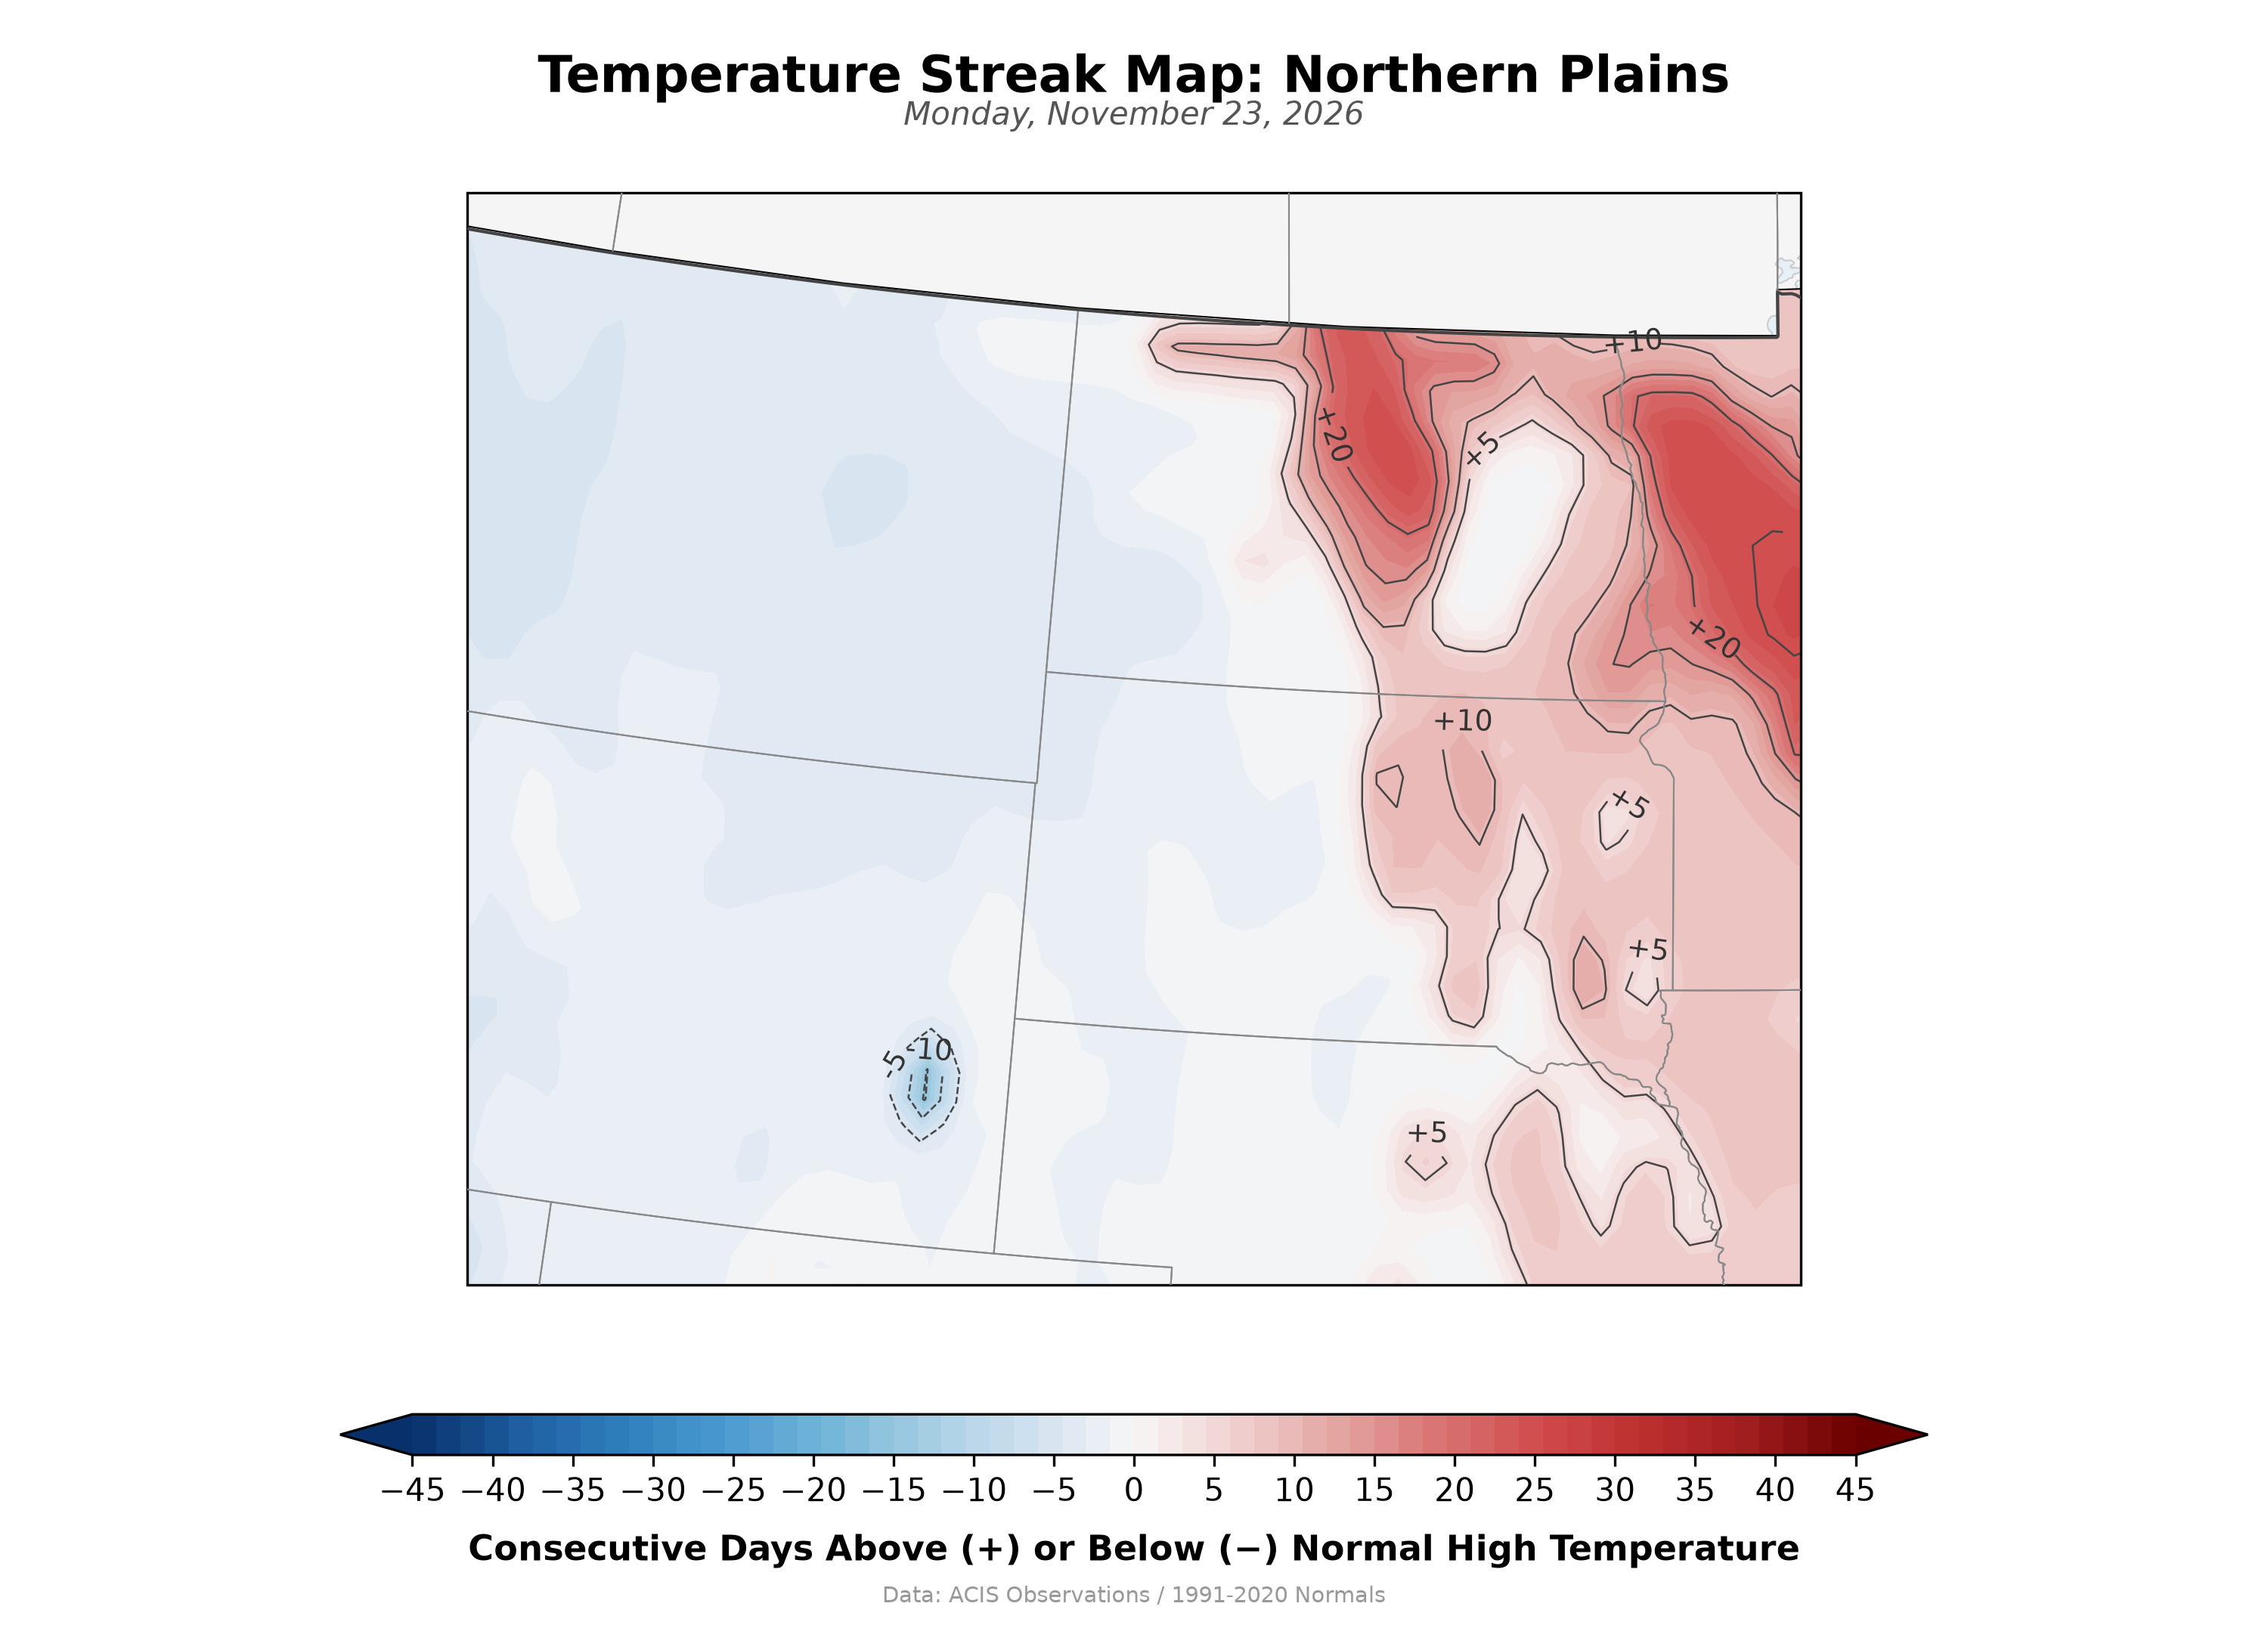 Temperature Streak Map: Northern Plains
Monday, November 23, 2026
+10
+20
+5
+20
+10
+5
+5
-5
-10
+5
−45 −40 −35 −30 −25 −20 −15 −10 −5 0 5 10 15 20 25 30 35 40 45
Consecutive Days Above (+) or Below (−) Normal High Temperature
Data: ACIS Observations / 1991-2020 Normals